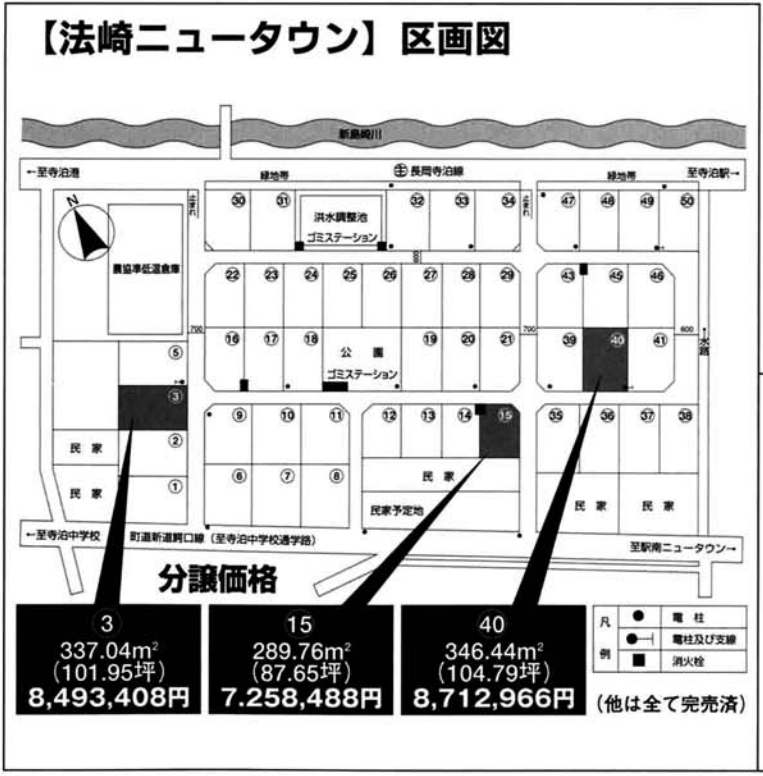 【法崎ニュータウン】区画図
新島崎川
←至寺泊港
緑地帯
㊤長岡寺泊線
緑地帯
至寺泊駅→
N
農協準低温倉庫
止まれ
㉚
㉛
洪水調整池
ゴミステーション
㉜
㉝
㉞
止まれ
㊼
㊽
㊾
㊿
600
㉒
㉓
㉔
㉕
㉖
㉗
㉘
㉙
㊸
㊺
㊻
700
700
600
⑯
⑰
⑱
公園
ゴミステーション
⑲
⑳
㉑
㊴
㊵
㊶
水路
⑤
③
②
①
民家
民家
⑨
⑩
⑪
⑥
⑦
⑧
⑫
⑬
⑭
⑮
民家
民家予定地
㉟
㊱
㊲
㊳
民家
民家
←至寺泊中学校
町道新道鰐口線（至寺泊中学校通学路）
至駅南ニュータウン→
分譲価格
③
337.04m²
(101.95坪)
8,493,408円
⑮
289.76m²
(87.65坪)
7.258,488円
㊵
346.44m²
(104.79坪)
8,712,966円
凡例
電柱
電柱及び支線
消火栓
(他は全て完売済)